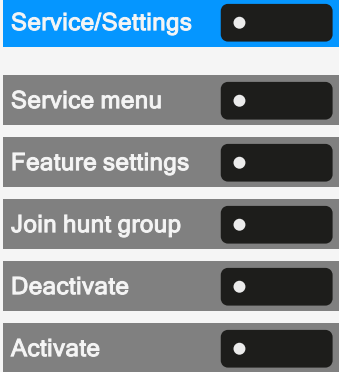 Service/Settings
Service menu
Feature settings
Join hunt group
Deactivate
Activate